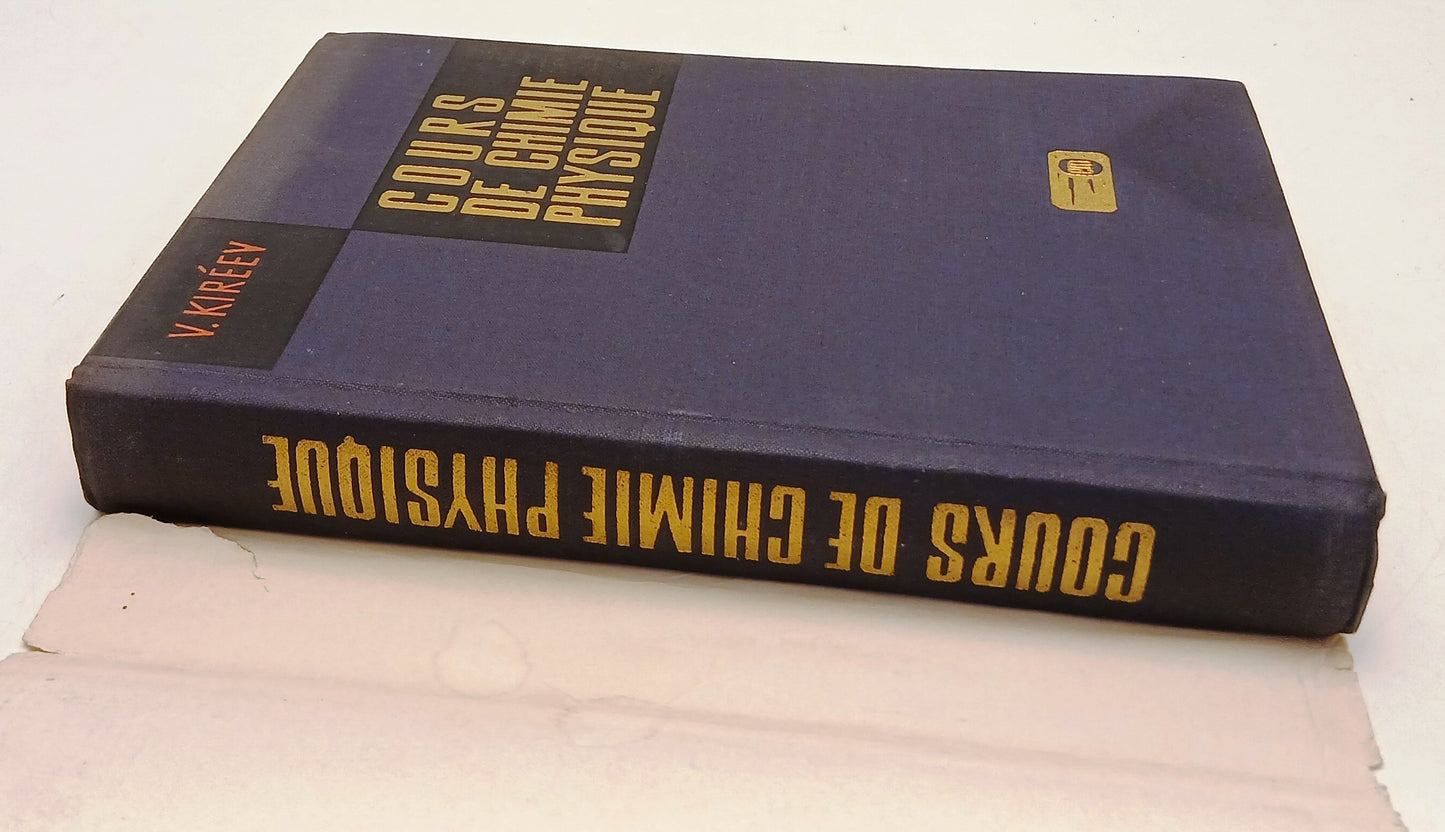 V. KIRÉEV
COURS
DE CHIMIE
PHYSIQUE
COURS DE CHIMIE PHYSIQUE